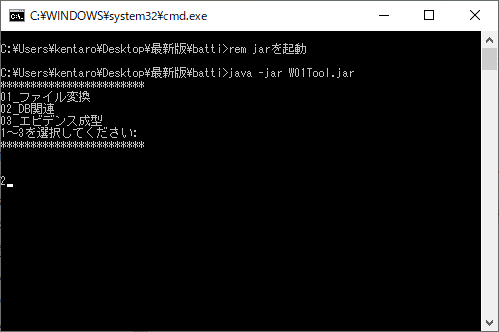 C:¥WINDOWS¥system32¥cmd.exe
C:¥Users¥kentaro¥Desktop¥最新版¥batti>rem jarを起動
C:¥Users¥kentaro¥Desktop¥最新版¥batti>java -jar W01Tool.jar
************************
01_ファイル変換
02_DB関連
03_エビデンス成型
1～3を選択してください:
************************
2